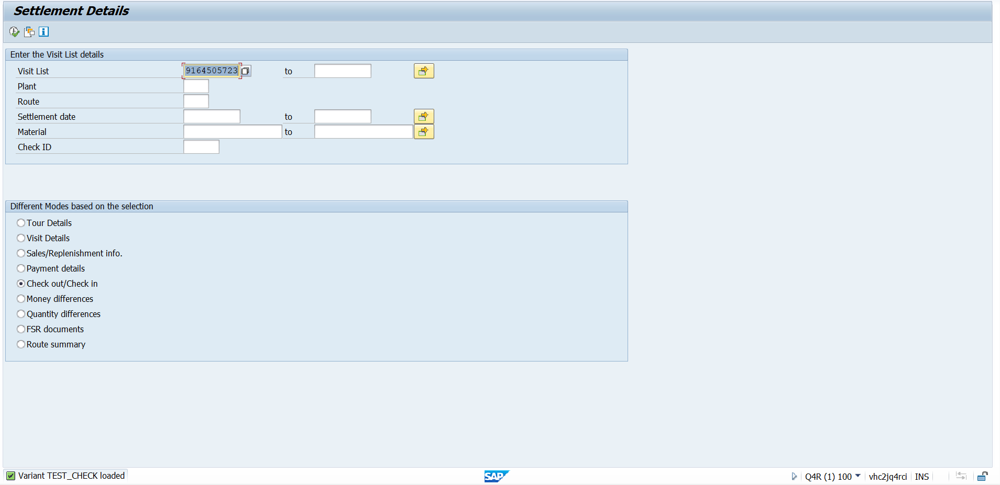 Settlement Details
Enter the Visit List details
Visit List 9164505723 to
Plant
Route
Settlement date to
Material to
Check ID
Different Modes based on the selection
Tour Details
Visit Details
Sales/Replenishment info.
Payment details
Check out/Check in
Money differences
Quantity differences
FSR documents
Route summary
Variant TEST_CHECK loaded SAP Q4R (1) 100 vhc2jq4rci INS